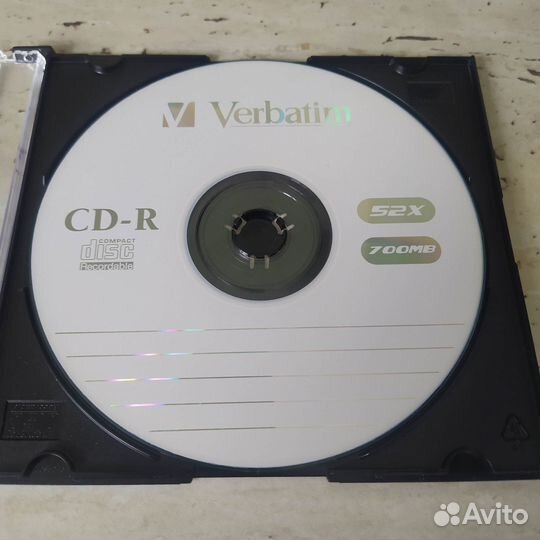 Verbatim
CD-R
COMPACT
disc
Recordable
52X
700MB
Avito